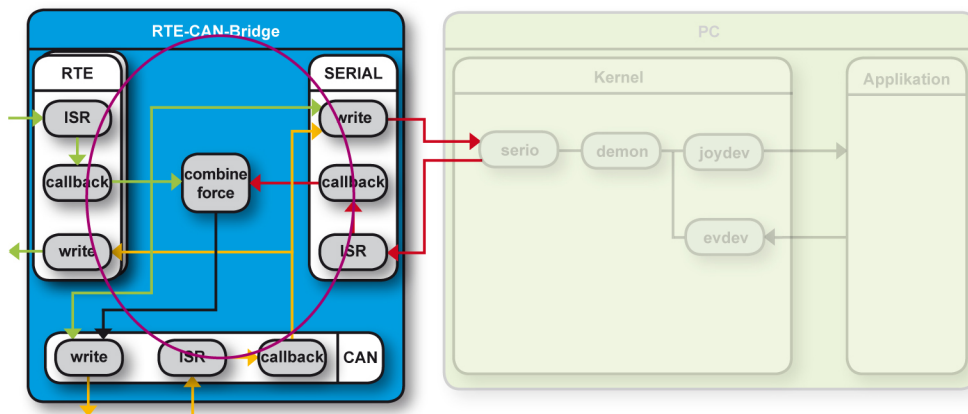 RTE-CAN-Bridge
RTE
ISR
callback
write
combine
force
SERIAL
write
callback
ISR
write
ISR
callback
CAN
PC
Kernel
serio
demon
joydev
evdev
Applikation